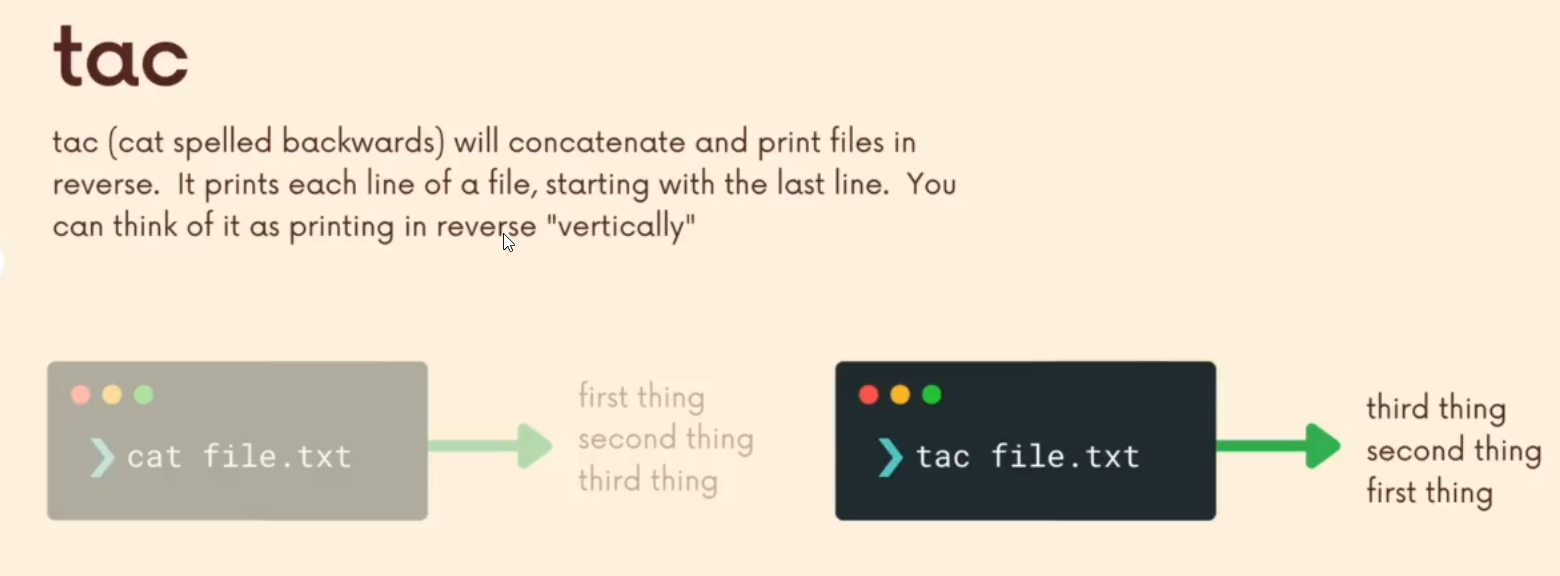 tac
tac (cat spelled backwards) will concatenate and print files in
reverse.  It prints each line of a file, starting with the last line.  You
can think of it as printing in reverse "vertically"
❯ cat file.txt
first thing
second thing
third thing
❯ tac file.txt
third thing
second thing
first thing